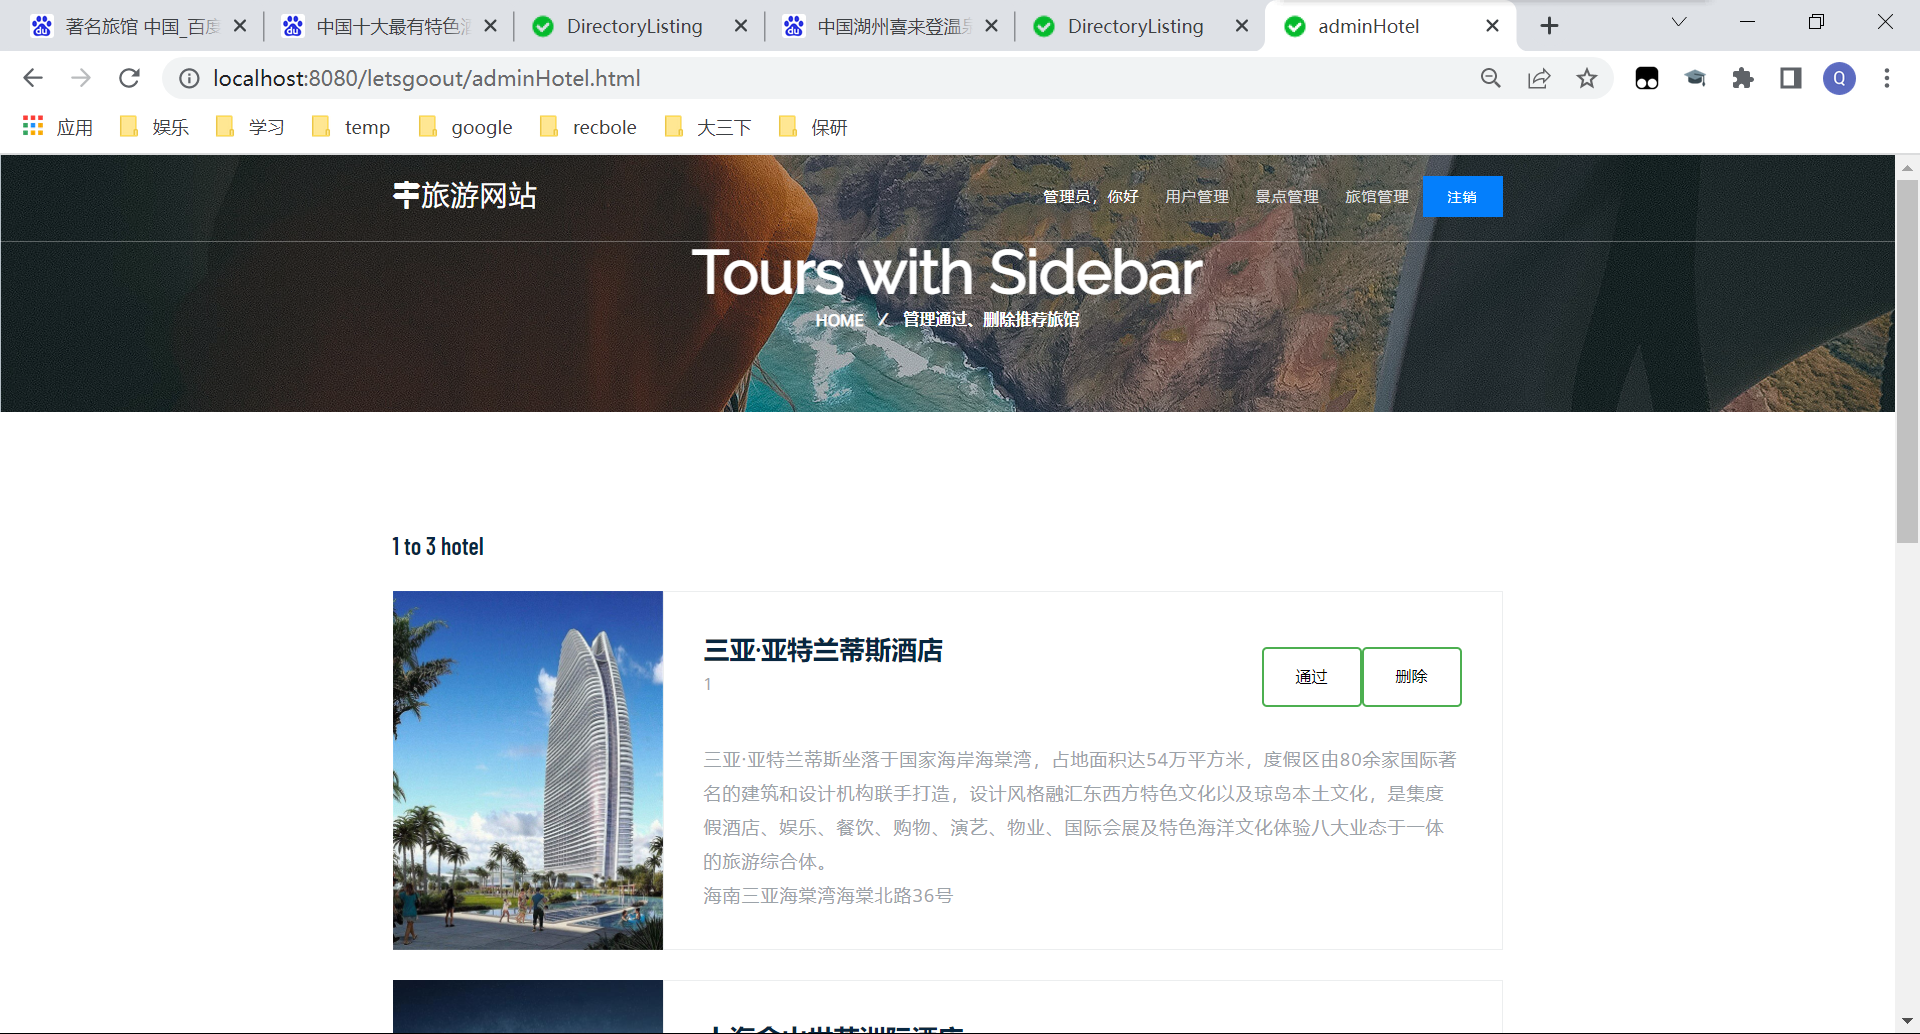 著名旅馆 中国_百度
中国十大最有特色酒
DirectoryListing
中国湖州喜来登温泉
DirectoryListing
adminHotel
localhost:8080/letsgoout/adminHotel.html
Q
应用
娱乐
学习
temp
google
recbole
大三下
保研
旅游网站
管理员，你好
用户管理
景点管理
旅馆管理
注销
Tours with Sidebar
HOME / 管理通过、删除推荐旅馆
1 to 3 hotel
三亚·亚特兰蒂斯酒店
1
通过
删除
三亚·亚特兰蒂斯坐落于国家海岸海棠湾，占地面积达54万平方米，度假区由80余家国际著
名的建筑和设计机构联手打造，设计风格融汇东西方特色文化以及琼岛本土文化，是集度
假酒店、娱乐、餐饮、购物、演艺、物业、国际会展及特色海洋文化体验八大业态于一体
的旅游综合体。
海南三亚海棠湾海棠北路36号
上海佘山世茂洲际酒店